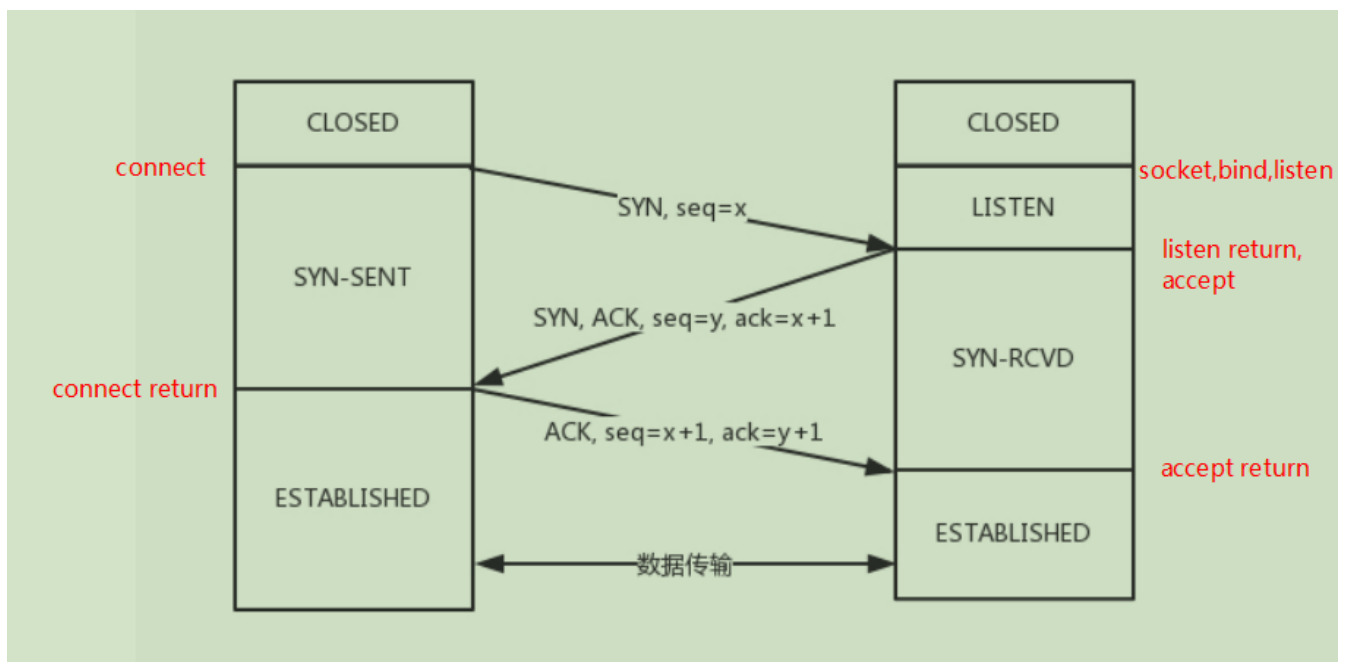 CLOSED
CLOSED
connect
socket,bind,listen
SYN, seq=x
LISTEN
listen return,
accept
SYN-SENT
SYN, ACK, seq=y, ack=x+1
SYN-RCVD
connect return
ACK, seq=x+1, ack=y+1
accept return
ESTABLISHED
ESTABLISHED
数据传输